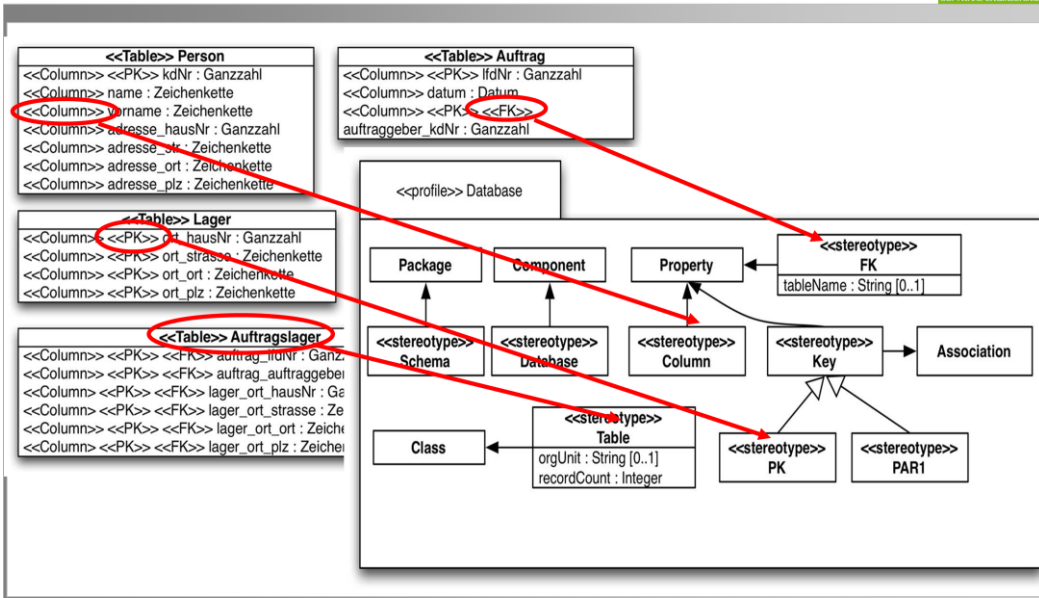 <<Table>> Person
<<Column>> <<PK>> kdNr : Ganzzahl
<<Column>> name : Zeichenkette
<<Column>> vorname : Zeichenkette
<<Column>> adresse_hausNr : Ganzzahl
<<Column>> adresse_str : Zeichenkette
<<Column>> adresse_ort : Zeichenkette
<<Column>> adresse_plz : Zeichenkette
<<Table>> Auftrag
<<Column>> <<PK>> lfdNr : Ganzzahl
<<Column>> datum : Datum
<<Column>> <<PK>> <<FK>>
auftraggeber_kdNr : Ganzzahl
<<Table>> Lager
<<Column> <<PK>> ort_hausNr : Ganzzahl
<<Column>> <<PK>> ort_strasse : Zeichenkette
<<Column>> <<PK>> ort_ort : Zeichenkette
<<Column>> <<PK>> ort_plz : Zeichenkette
<<Table>> Auftragslager
<<Column>> <<PK>> <<FK>> auftrag_lfdNr : Ganz
<<Column>> <<PK>> <<FK>> auftrag_auftraggeber
<<Column> <<PK>> <<FK>> lager_ort_hausNr : Ga
<<Column>> <<PK>> <<FK>> lager_ort_strasse : Ze
<<Column>> <<PK>> <<FK>> lager_ort_ort : Zeiche
<<Column> <<PK>> <<FK>> lager_ort_plz : Zeiche
<<profile>> Database
Package
Component
Property
<<stereotype>>
FK
tableName : String [0..1]
<<stereotype>>
Schema
<<stereotype>>
Database
<<stereotype>>
Column
<<stereotype>>
Key
Association
Class
<<stereotype>>
Table
orgUnit : String [0..1]
recordCount : Integer
<<stereotype>>
PK
<<stereotype>>
PAR1